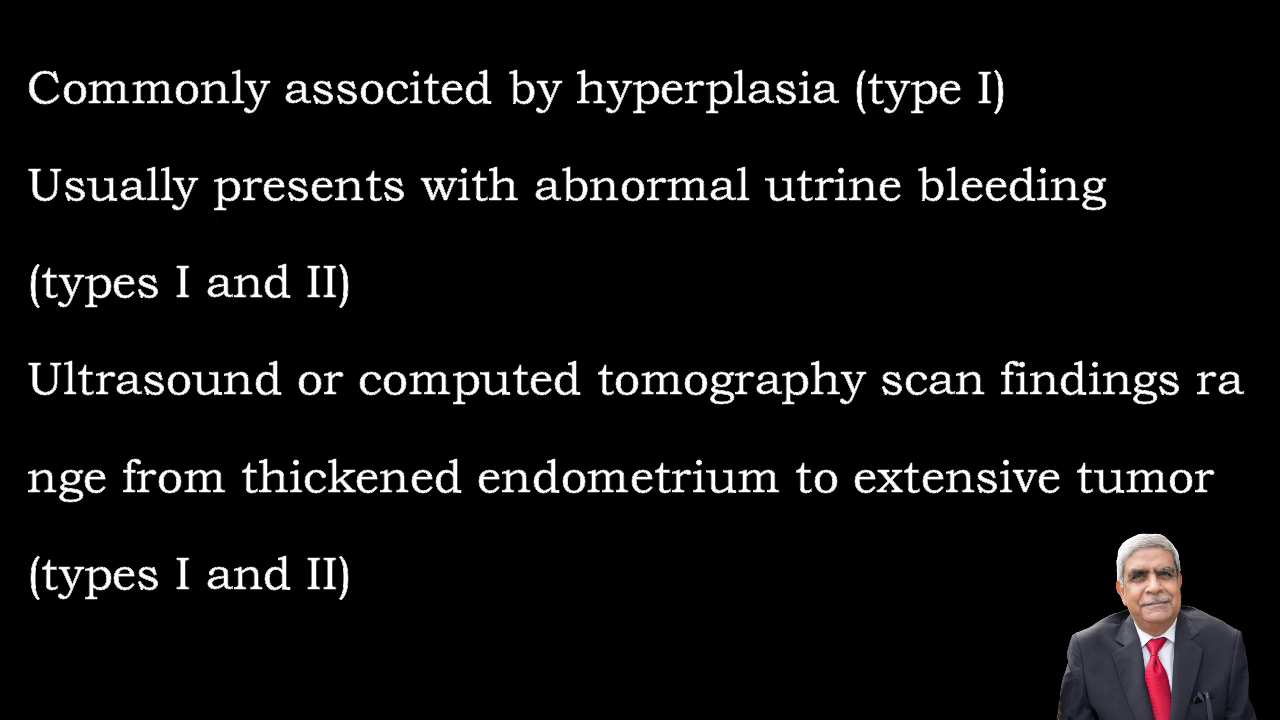 Commonly associted by hyperplasia (type I)
Usually presents with abnormal utrine bleeding
(types I and II)
Ultrasound or computed tomography scan findings ra
nge from thickened endometrium to extensive tumor
(types I and II)